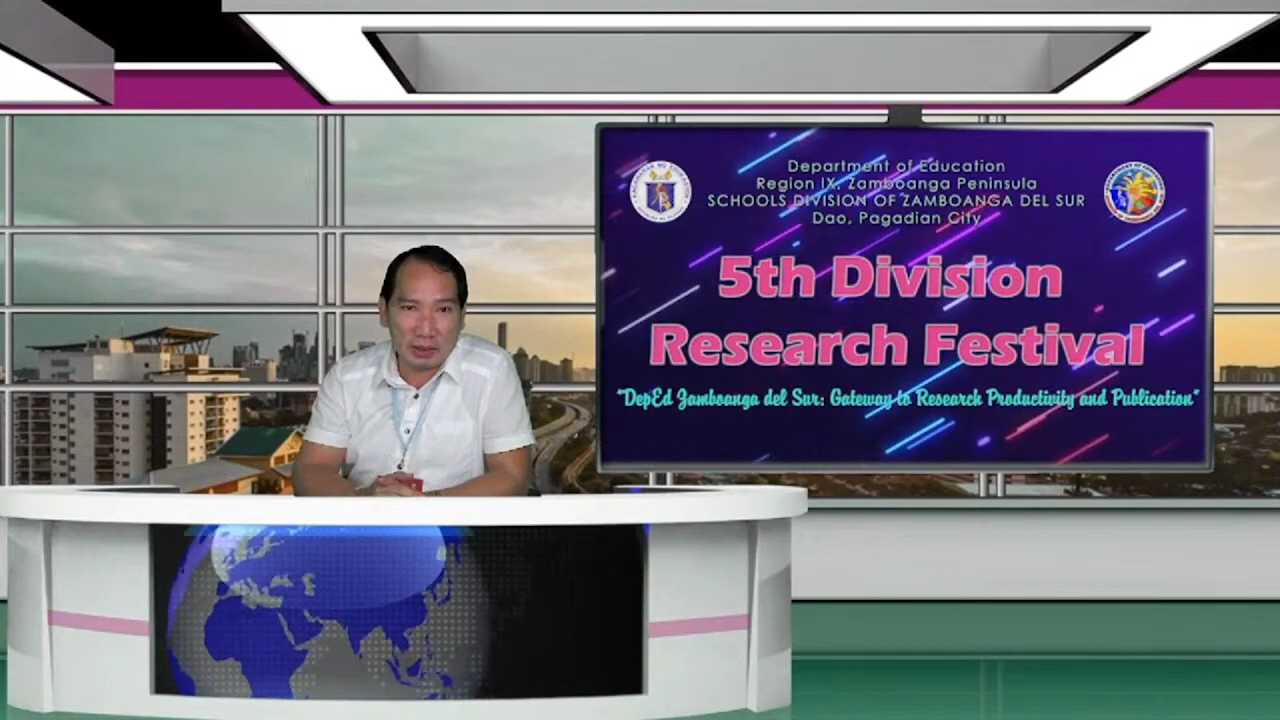 Department of Education
Region IX, Zamboanga Peninsula
SCHOOLS DIVISION OF ZAMBOANGA DEL SUR
Dao, Pagadian City
5th Division
Research Festival
"DepEd Zamboanga del Sur: Gateway to Research Productivity and Publication"